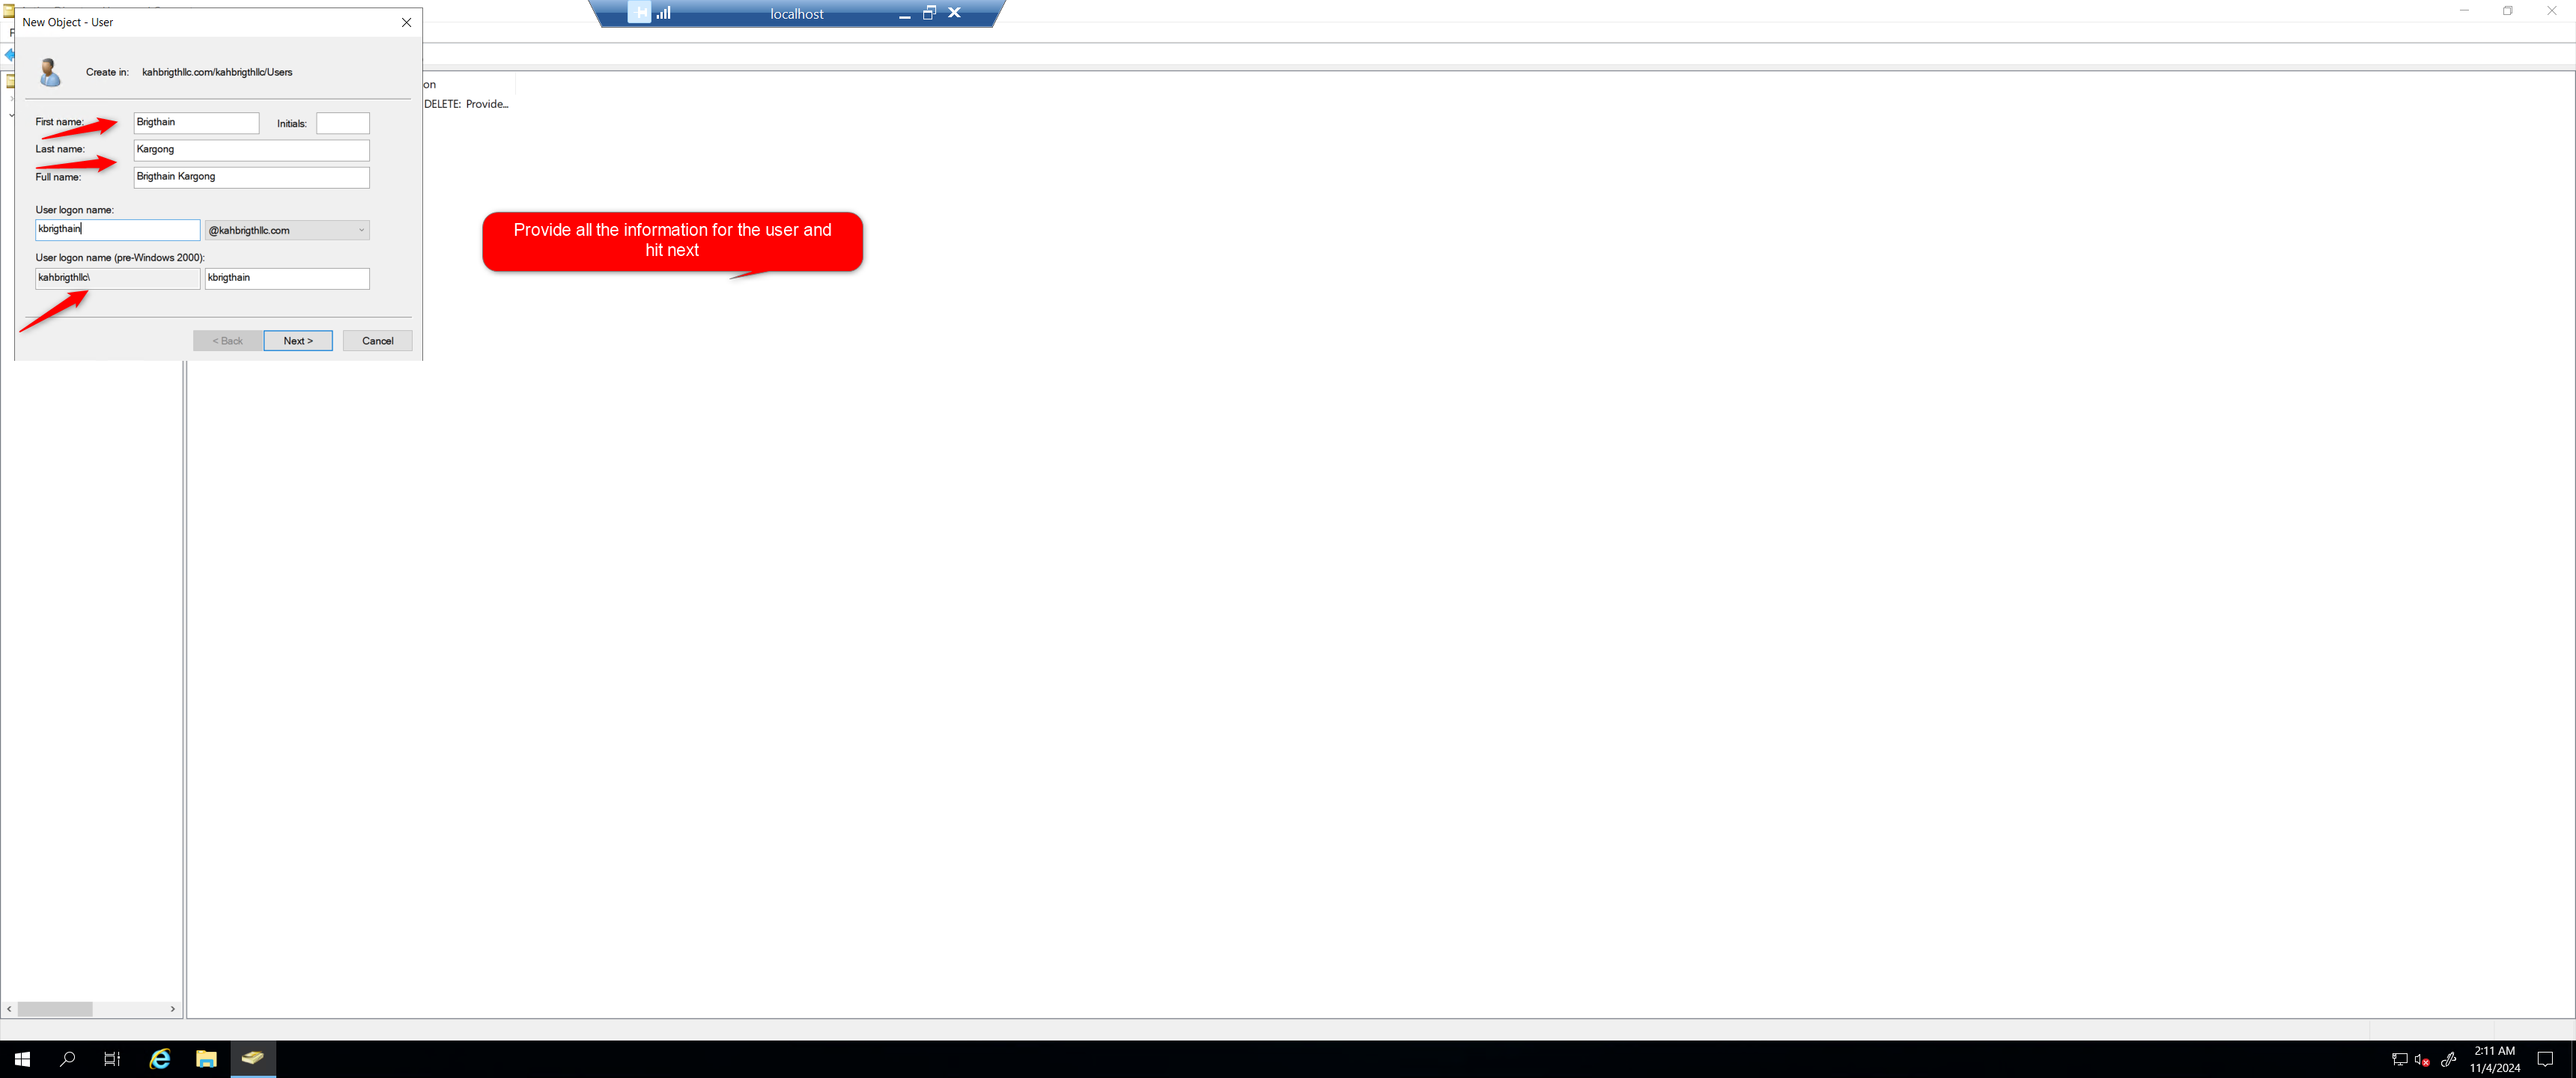 New Object - User
localhost
Create in: kahbrigthllc.com/kahbrigthllc/Users
on
DELETE: Provide...
First name: Brigthain Initials:
Last name: Kargong
Full name: Brigthain Kargong
User logon name:
kbrigthain @kahbrigthllc.com
User logon name (pre-Windows 2000):
kahbrigthllc\ kbrigthain
< Back Next > Cancel
Provide all the information for the user and
hit next
2:11 AM
11/4/2024